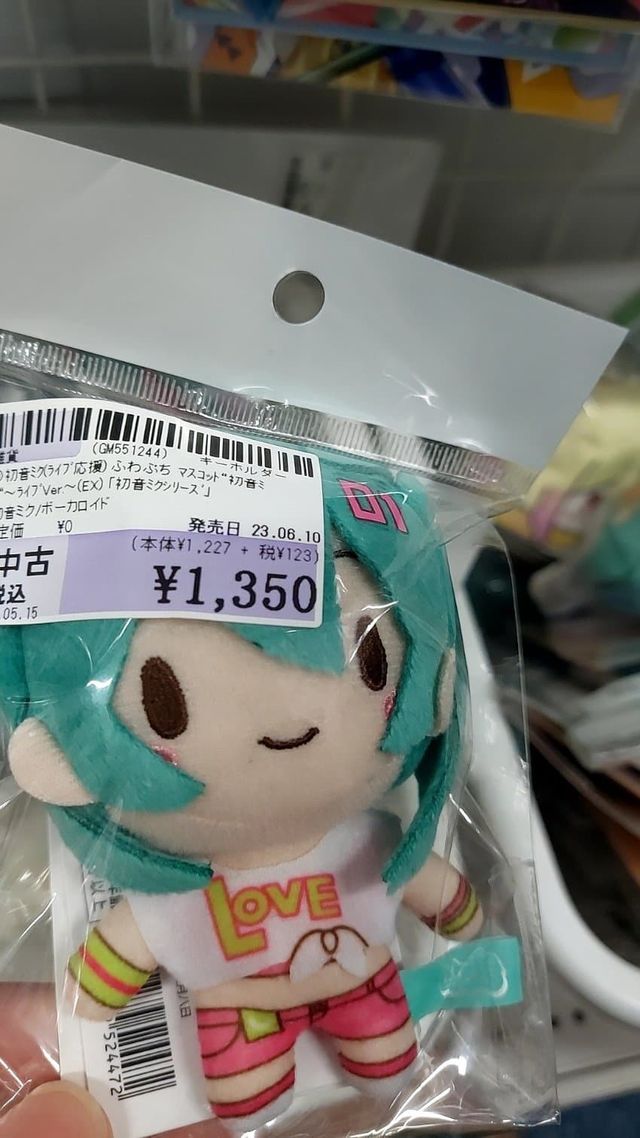 雑貨 (GM551244) キーホルダー
)初音ミク(ライブ応援) ふわぷち マスコット“初音ミ
”～ライブVer.～(EX)「初音ミクシリーズ」
初音ミク/ボーカロイド
定価 ¥0 発売日 23.06.10
中古 (本体¥1,227 + 税¥123)
税込 ¥1,350
.05.15
01
LOVE
524472